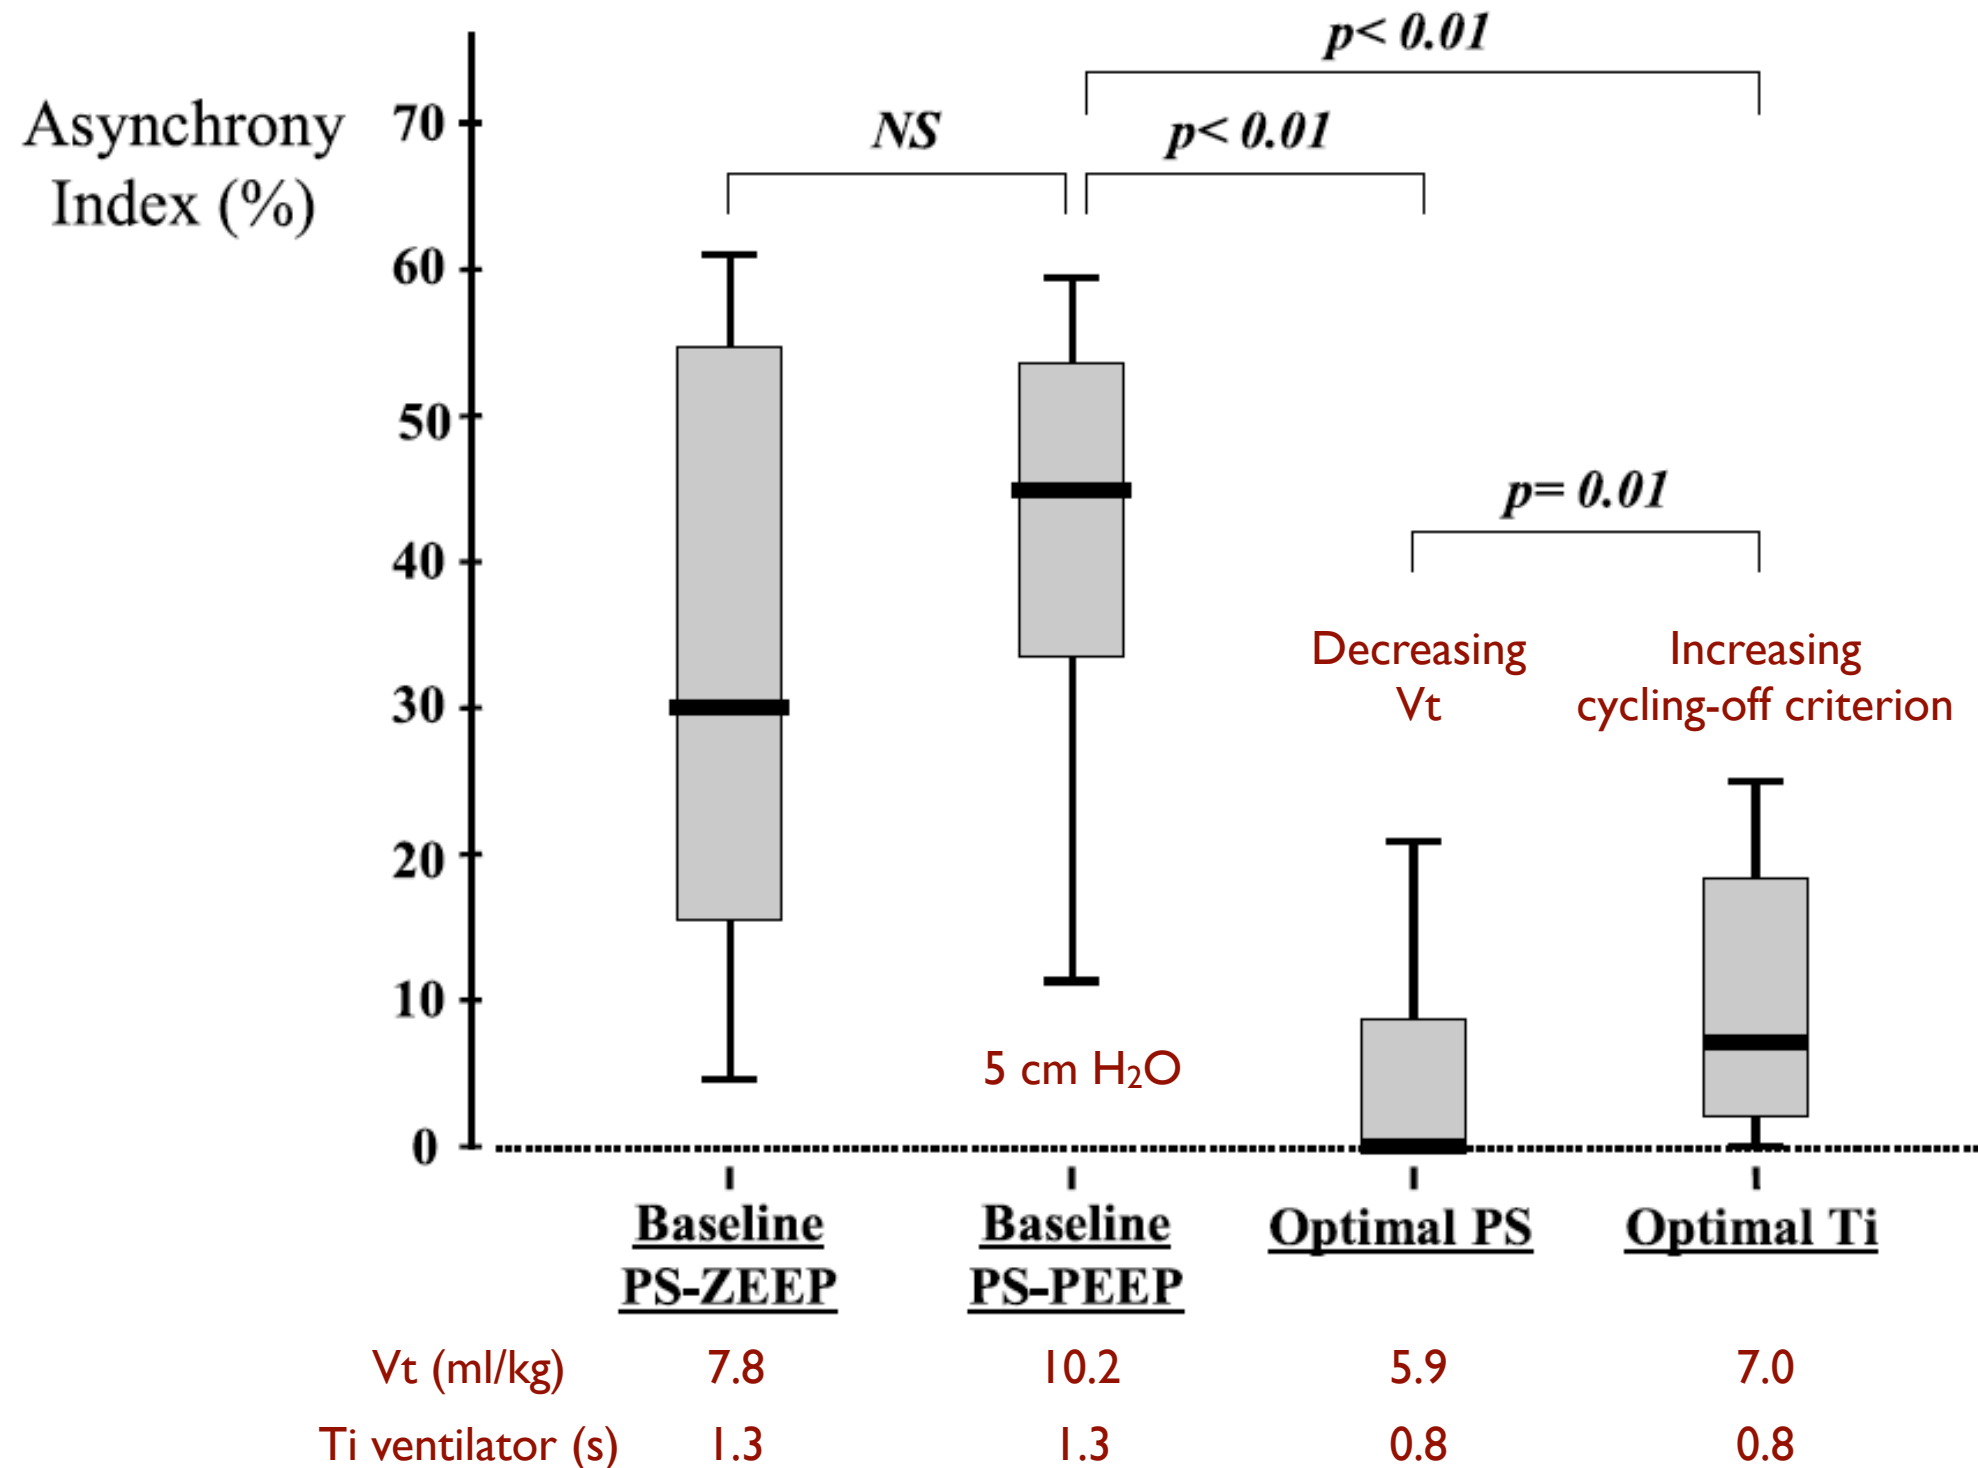 p< 0.01
Asynchrony
Index (%)
70
NS
p< 0.01
60
50
p= 0.01
40
Decreasing
Vt
Increasing
cycling-off criterion
30
20
10
5 cm H₂O
0
Baseline
PS-ZEEP
Baseline
PS-PEEP
Optimal PS
Optimal Ti
Vt (ml/kg) 7.8 10.2 5.9 7.0
Ti ventilator (s) 1.3 1.3 0.8 0.8